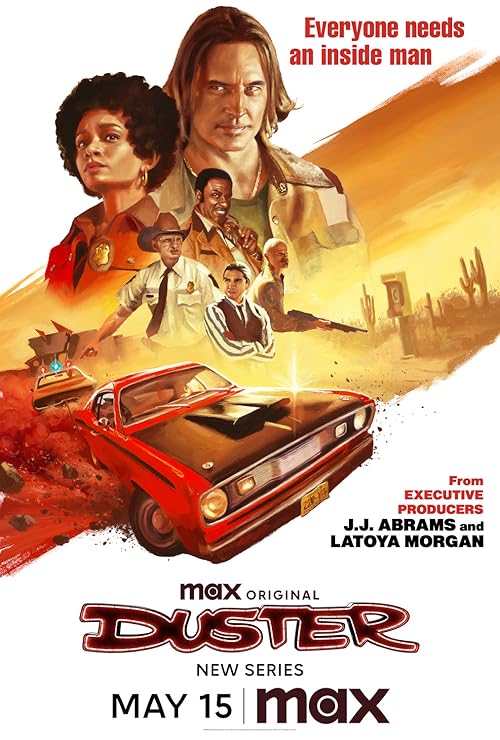 Everyone needs
an inside man
From
EXECUTIVE
PRODUCERS
J.J. ABRAMS and
LATOYA MORGAN
max ORIGINAL
DUSTER
NEW SERIES
MAY 15 | max